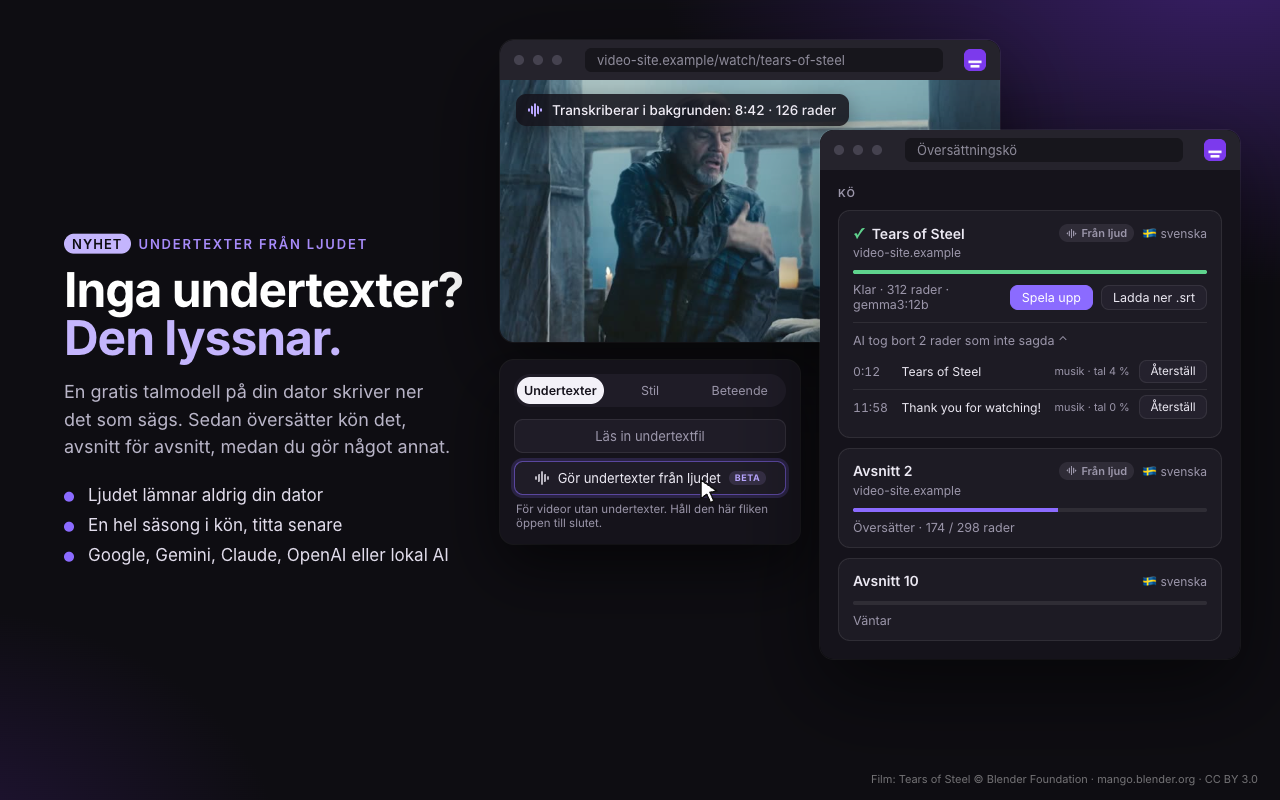 NYHET UNDERTEXTER FRÅN LJUDET
Inga undertexter?
Den lyssnar.
En gratis talmodell på din dator skriver ner
det som sägs. Sedan översätter kön det,
avsnitt för avsnitt, medan du gör något annat.
Ljudet lämnar aldrig din dator
En hel säsong i kön, titta senare
Google, Gemini, Claude, OpenAI eller lokal AI
video-site.example/watch/tears-of-steel
Transkriberar i bakgrunden: 8:42 · 126 rader
Undertexter Stil Beteende
Läs in undertextfil
Gör undertexter från ljudet BETA
För videor utan undertexter. Håll den här fliken
öppen till slutet.
Översättningskö
KÖ
✓ Tears of Steel Från ljud svenska
video-site.example
Klar · 312 rader ·
gemma3:12b
Spela upp Ladda ner .srt
AI tog bort 2 rader som inte sagda ^
0:12 Tears of Steel musik · tal 4 % Återställ
11:58 Thank you for watching! musik · tal 0 % Återställ
Avsnitt 2 Från ljud svenska
video-site.example
Översätter · 174 / 298 rader
Avsnitt 10 svenska
Väntar
Film: Tears of Steel © Blender Foundation · mango.blender.org · CC BY 3.0